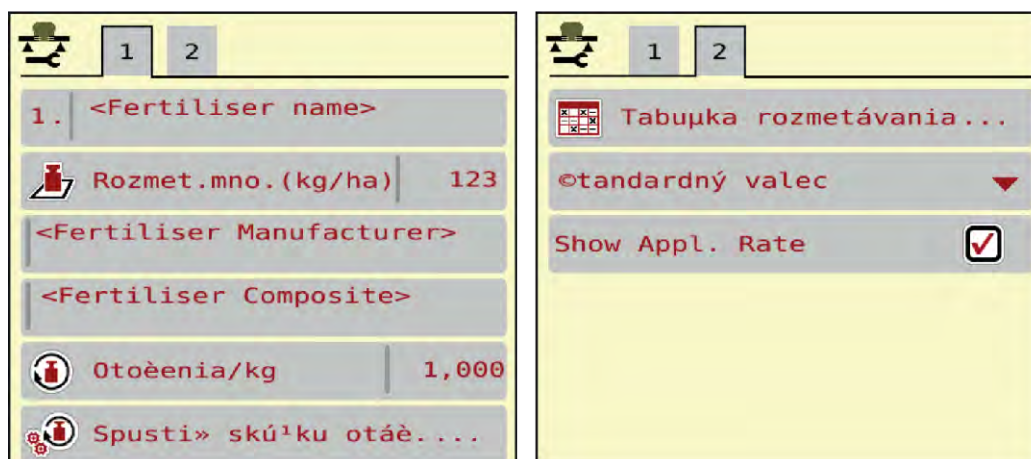 1 2
1. <Fertiliser name>
Rozmet.mno.(kg/ha) 123
<Fertiliser Manufacturer>
<Fertiliser Composite>
Otoèenia/kg 1,000
Spusti» skú¹ku otáè....
1 2
Tabuµka rozmetávania...
©tandardný valec
Show Appl. Rate